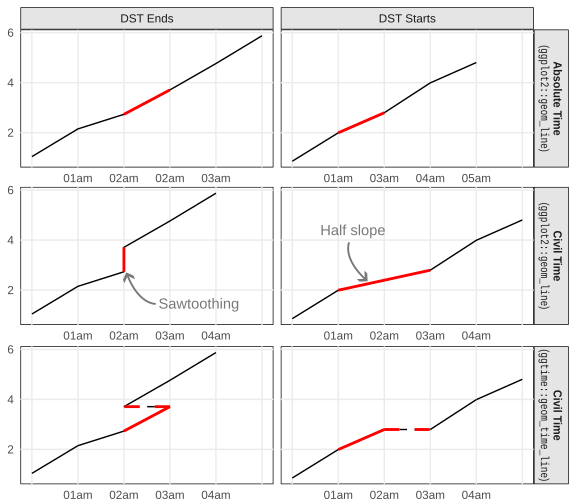 DST Ends
DST Starts
6
4
2
01am 02am 02am 03am
01am 03am 04am 05am
Absolute Time
(ggplot2::geom_line)
6
4
2
Sawtoothing
Half slope
01am 02am 03am 04am
01am 02am 03am 04am
Civil Time
(ggplot2::geom_line)
6
4
2
01am 02am 03am 04am
01am 02am 03am 04am
Civil Time
(ggtime::geom_time_line)